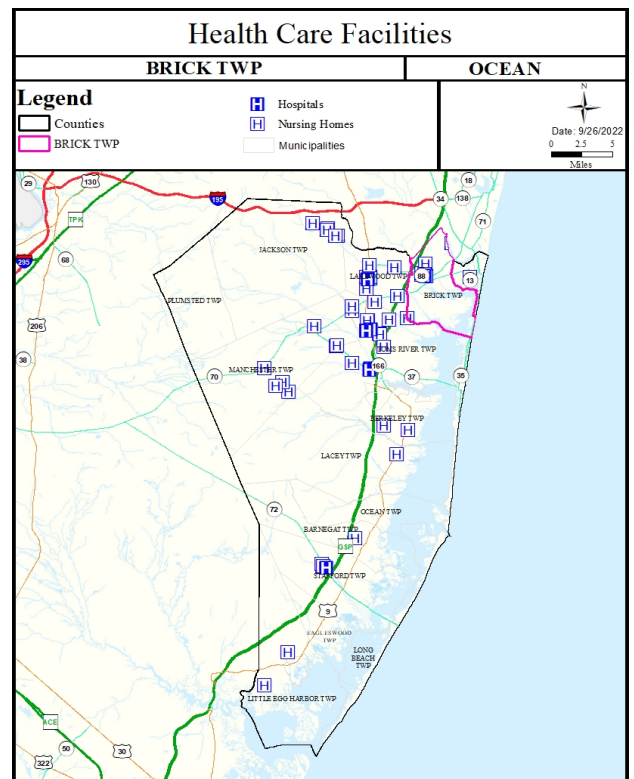 Health Care Facilities
BRICK TWP
OCEAN
Legend
Counties
BRICK TWP
H Hospitals
H Nursing Homes
Municipalities
N
Date: 9/26/2022
0 2.5 5
Miles
29
130
18
195
34
138
TPK
71
JACKSON TWP
295
68
88
13
PLUMSTED TWP
BRICK TWP
206
38
TOMS RIVER TWP
MANCHESTER TWP
166
70
37
35
BERKELEY TWP
LACEY TWP
72
OCEAN TWP
BARNEGAT TWP
GSP
STAFFORD TWP
9
EAGLESWOOD
TWP
LONG
BEACH
TWP
LITTLE EGG HARBOR TWP
ACE
50
30
322